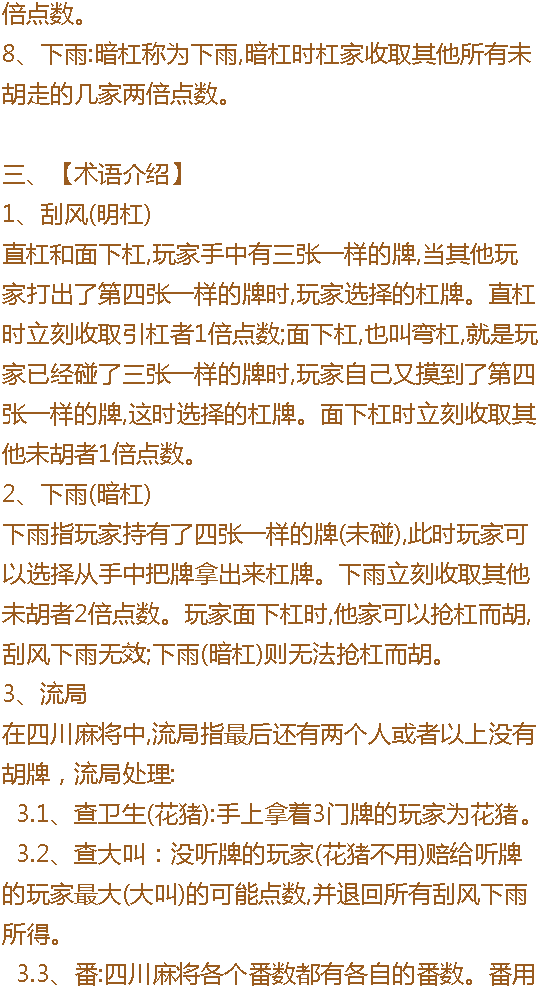 倍点数。
8、下雨:暗杠称为下雨,暗杠时杠家收取其他所有未
胡走的几家两倍点数。
三、【术语介绍】
1、刮风(明杠)
直杠和面下杠,玩家手中有三张一样的牌,当其他玩
家打出了第四张一样的牌时,玩家选择的杠牌。直杠
时立刻收取引杠者1倍点数;面下杠,也叫弯杠,就是玩
家已经碰了三张一样的牌时,玩家自己又摸到了第四
张一样的牌,这时选择的杠牌。面下杠时立刻收取其
他未胡者1倍点数。
2、下雨(暗杠)
下雨指玩家持有了四张一样的牌(未碰),此时玩家可
以选择从手中把牌拿出来杠牌。下雨立刻收取其他
未胡者2倍点数。玩家面下杠时,他家可以抢杠而胡,
刮风下雨无效;下雨(暗杠)则无法抢杠而胡。
3、流局
在四川麻将中,流局指最后还有两个人或者以上没有
胡牌，流局处理:
3.1、查卫生(花猪):手上拿着3门牌的玩家为花猪。
3.2、查大叫：没听牌的玩家(花猪不用)赔给听牌
的玩家最大(大叫)的可能点数,并退回所有刮风下雨
所得。
3.3、番:四川麻将各个番数都有各自的番数。番用